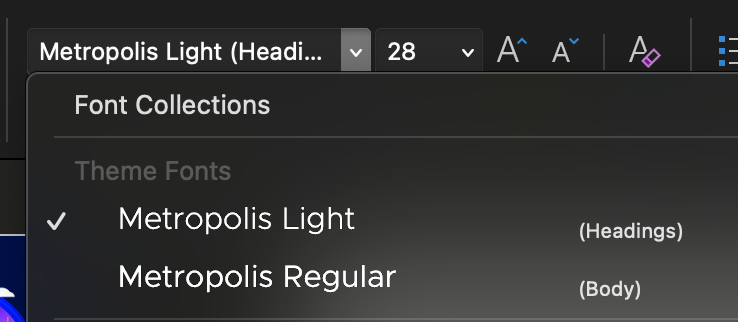 Metropolis Light (Headi... 28
Font Collections
Theme Fonts
Metropolis Light (Headings)
Metropolis Regular (Body)